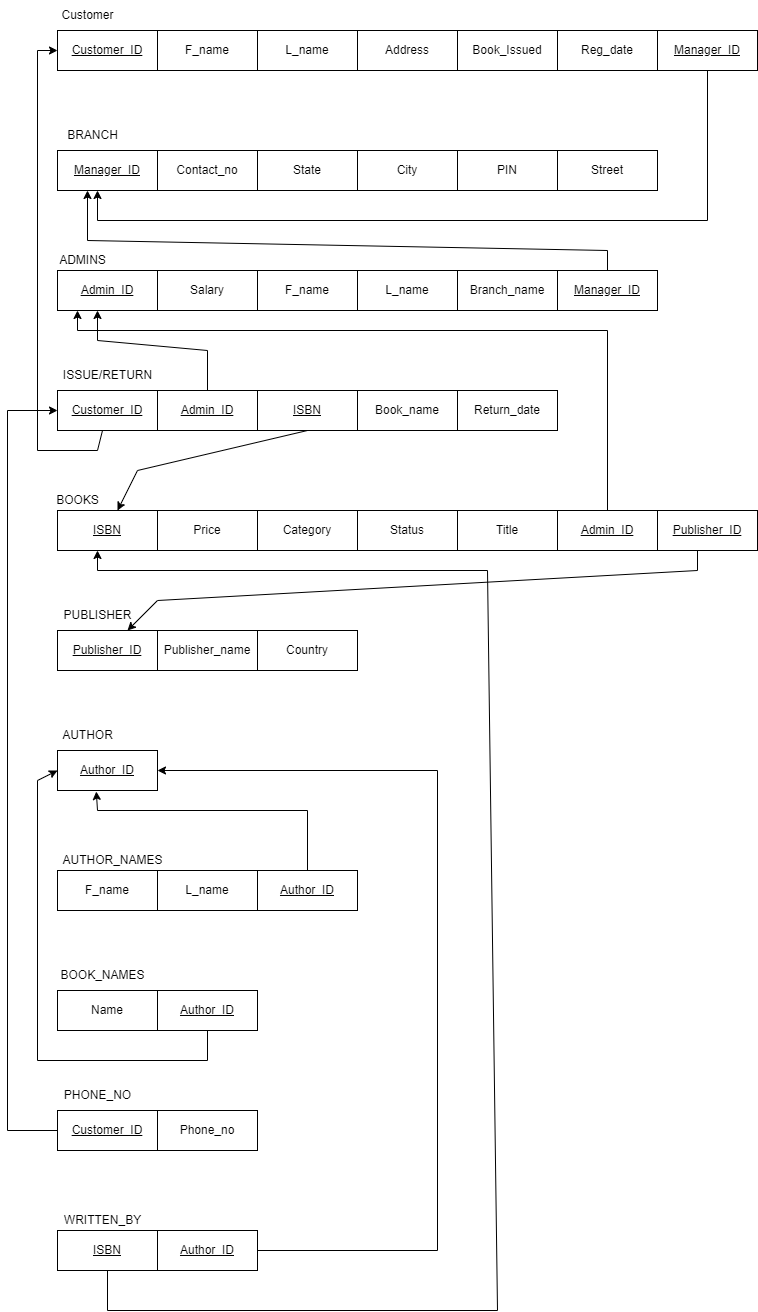 Customer
Customer_ID F_name L_name Address Book_Issued Reg_date Manager_ID
BRANCH
Manager_ID Contact_no State City PIN Street
ADMINS
Admin_ID Salary F_name L_name Branch_name Manager_ID
ISSUE/RETURN
Customer_ID Admin_ID ISBN Book_name Return_date
BOOKS
ISBN Price Category Status Title Admin_ID Publisher_ID
PUBLISHER
Publisher_ID Publisher_name Country
AUTHOR
Author_ID
AUTHOR_NAMES
F_name L_name Author_ID
BOOK_NAMES
Name Author_ID
PHONE_NO
Customer_ID Phone_no
WRITTEN_BY
ISBN Author_ID